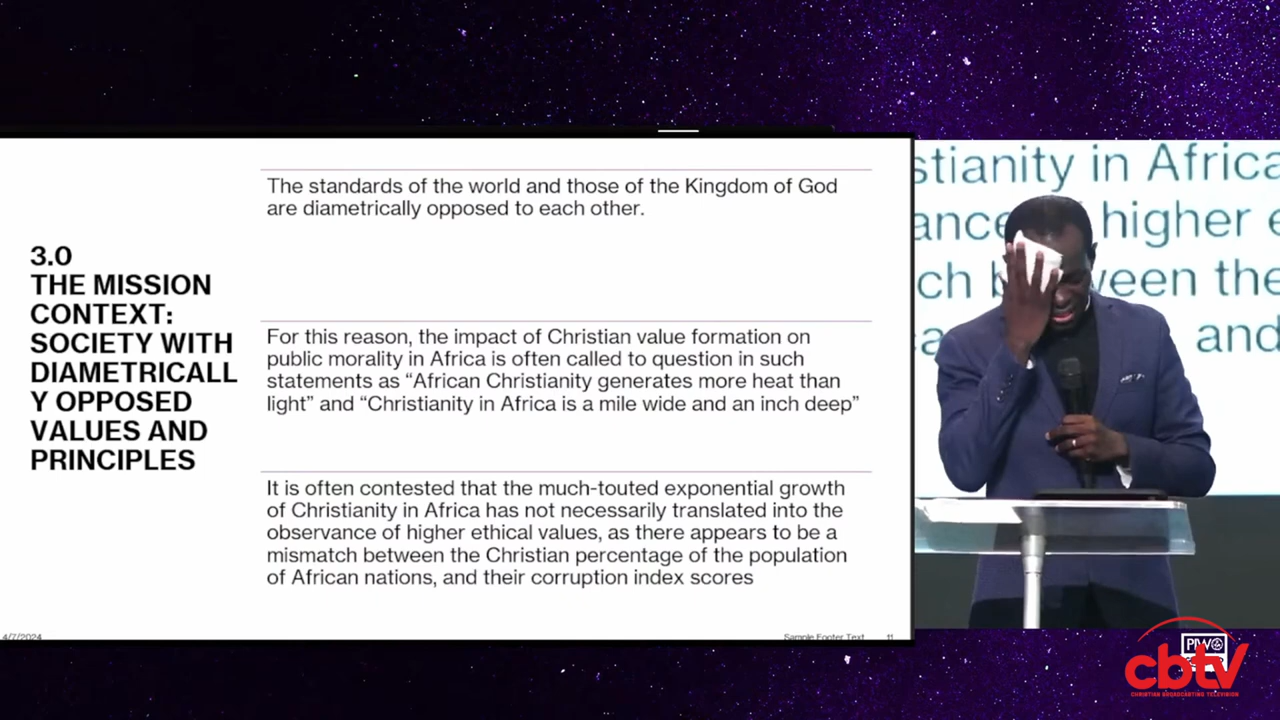 3.0
THE MISSION
CONTEXT:
SOCIETY WITH
DIAMETRICALL
Y OPPOSED
VALUES AND
PRINCIPLES
The standards of the world and those of the Kingdom of God
are diametrically opposed to each other.
For this reason, the impact of Christian value formation on
public morality in Africa is often called to question in such
statements as “African Christianity generates more heat than
light” and “Christianity in Africa is a mile wide and an inch deep”
It is often contested that the much-touted exponential growth
of Christianity in Africa has not necessarily translated into the
observance of higher ethical values, as there appears to be a
mismatch between the Christian percentage of the population
of African nations, and their corruption index scores
4/7/2024
Sample Footer Text
11
stianity in Africa
higher e
the
and
PIWC
cbtv
CHRISTIAN BROADCASTING TELEVISION